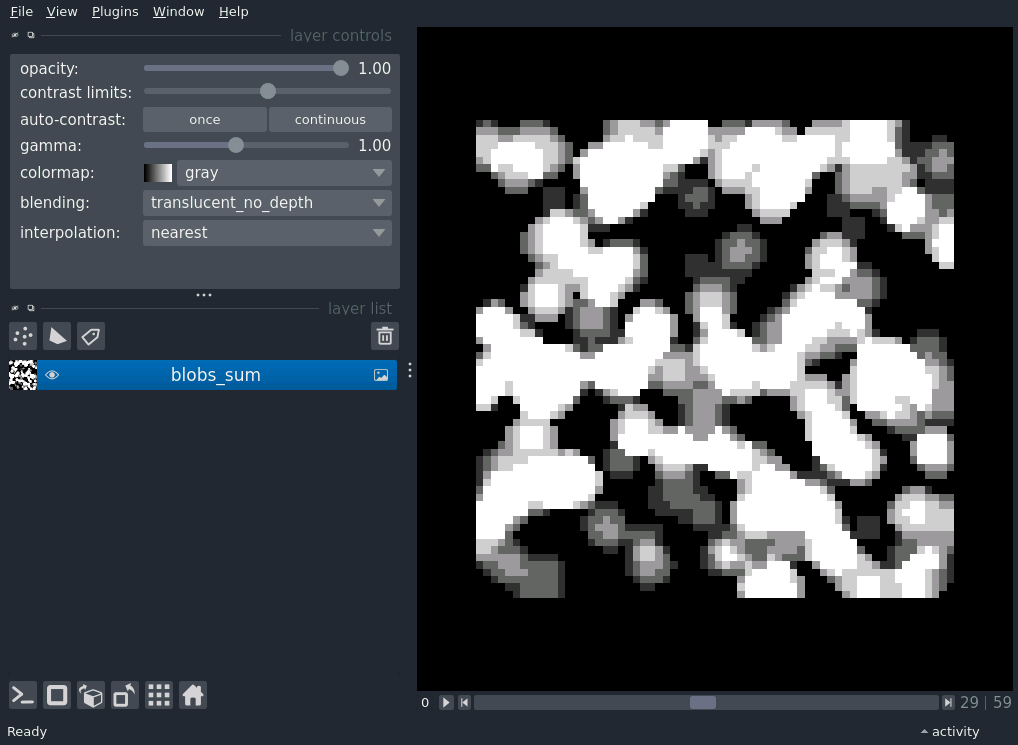 File View Plugins Window Help
layer controls
opacity: 1.00
contrast limits:
auto-contrast: once continuous
gamma: 1.00
colormap: gray
blending: translucent_no_depth
interpolation: nearest
layer list
blobs_sum
0 29 | 59
Ready activity